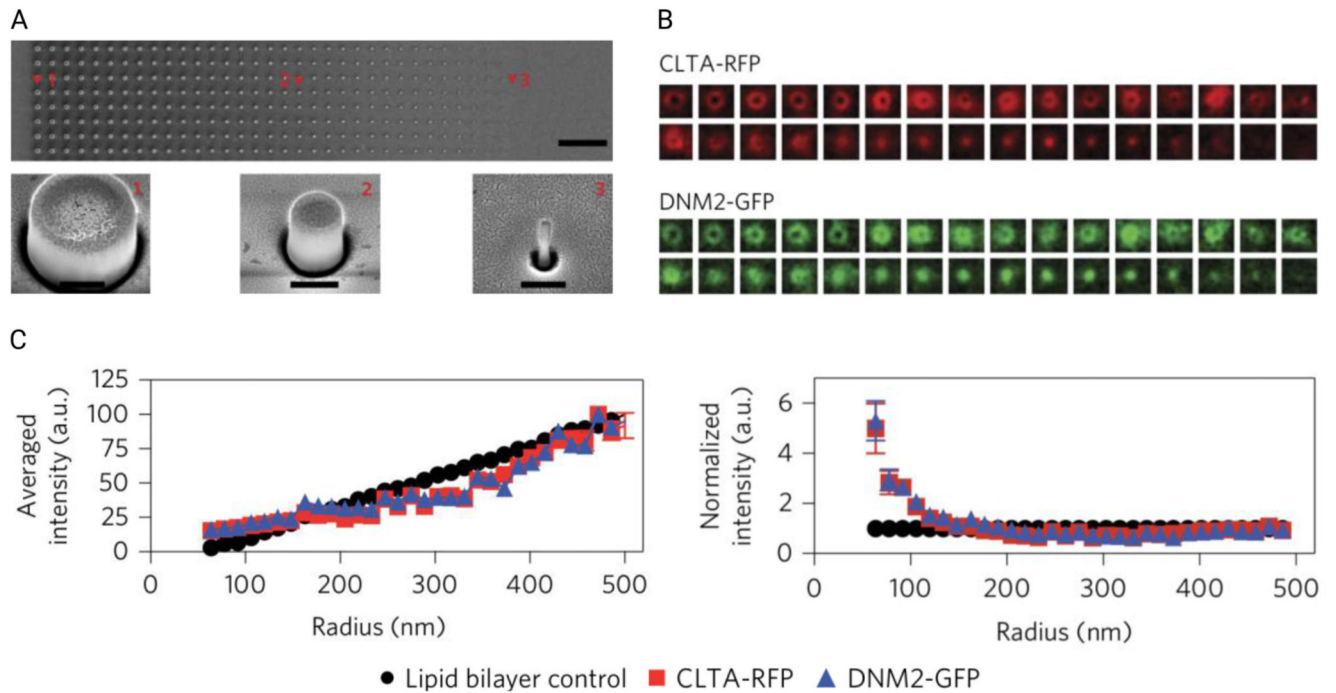 A
B
1
2
3
1
2
3
CLTA-RFP
DNM2-GFP
C
Averaged
intensity (a.u.)
125
100
75
50
25
0
0 100 200 300 400 500
Radius (nm)
Normalized
intensity (a.u.)
6
4
2
0
0 100 200 300 400 500
Radius (nm)
Lipid bilayer control CLTA-RFP DNM2-GFP